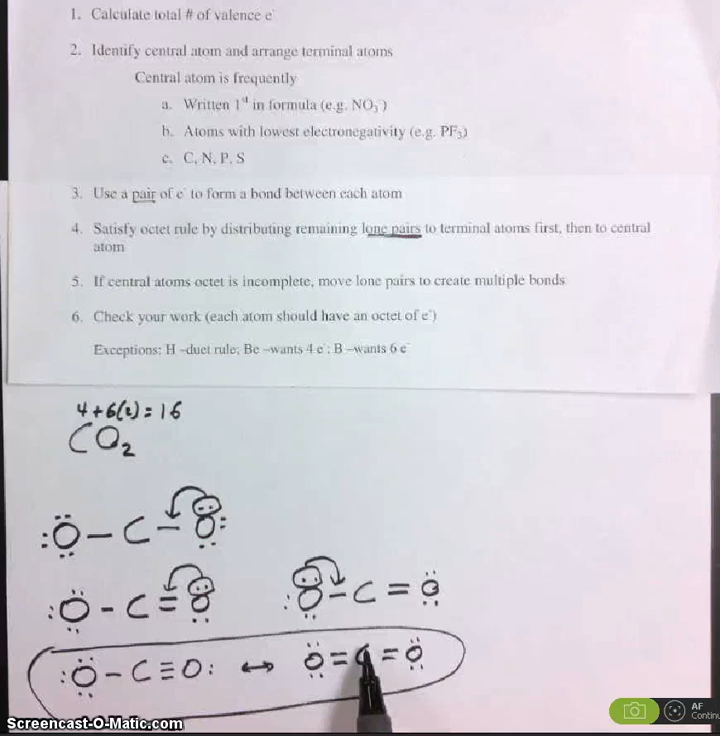 1. Calculate total # of valence e⁻
2. Identify central atom and arrange terminal atoms
Central atom is frequently
a. Written 1st in formula (e.g. NO₃⁻)
b. Atoms with lowest electronegativity (e.g. PF₃)
c. C, N, P, S
3. Use a pair of e⁻ to form a bond between each atom
4. Satisfy octet rule by distributing remaining lone pairs to terminal atoms first, then to central
atom
5. If central atoms octet is incomplete, move lone pairs to create multiple bonds
6. Check your work (each atom should have an octet of e⁻)
Exceptions: H –duet rule; Be –wants 4 e⁻; B –wants 6 e⁻
4+6(2)=16
CO₂
:Ö – C – Ö:
:Ö – C = Ö :Ö – C = Ö
:Ö – C ≡ O: ↔ Ö = C = Ö
Screencast-O-Matic.com
AF
Continu